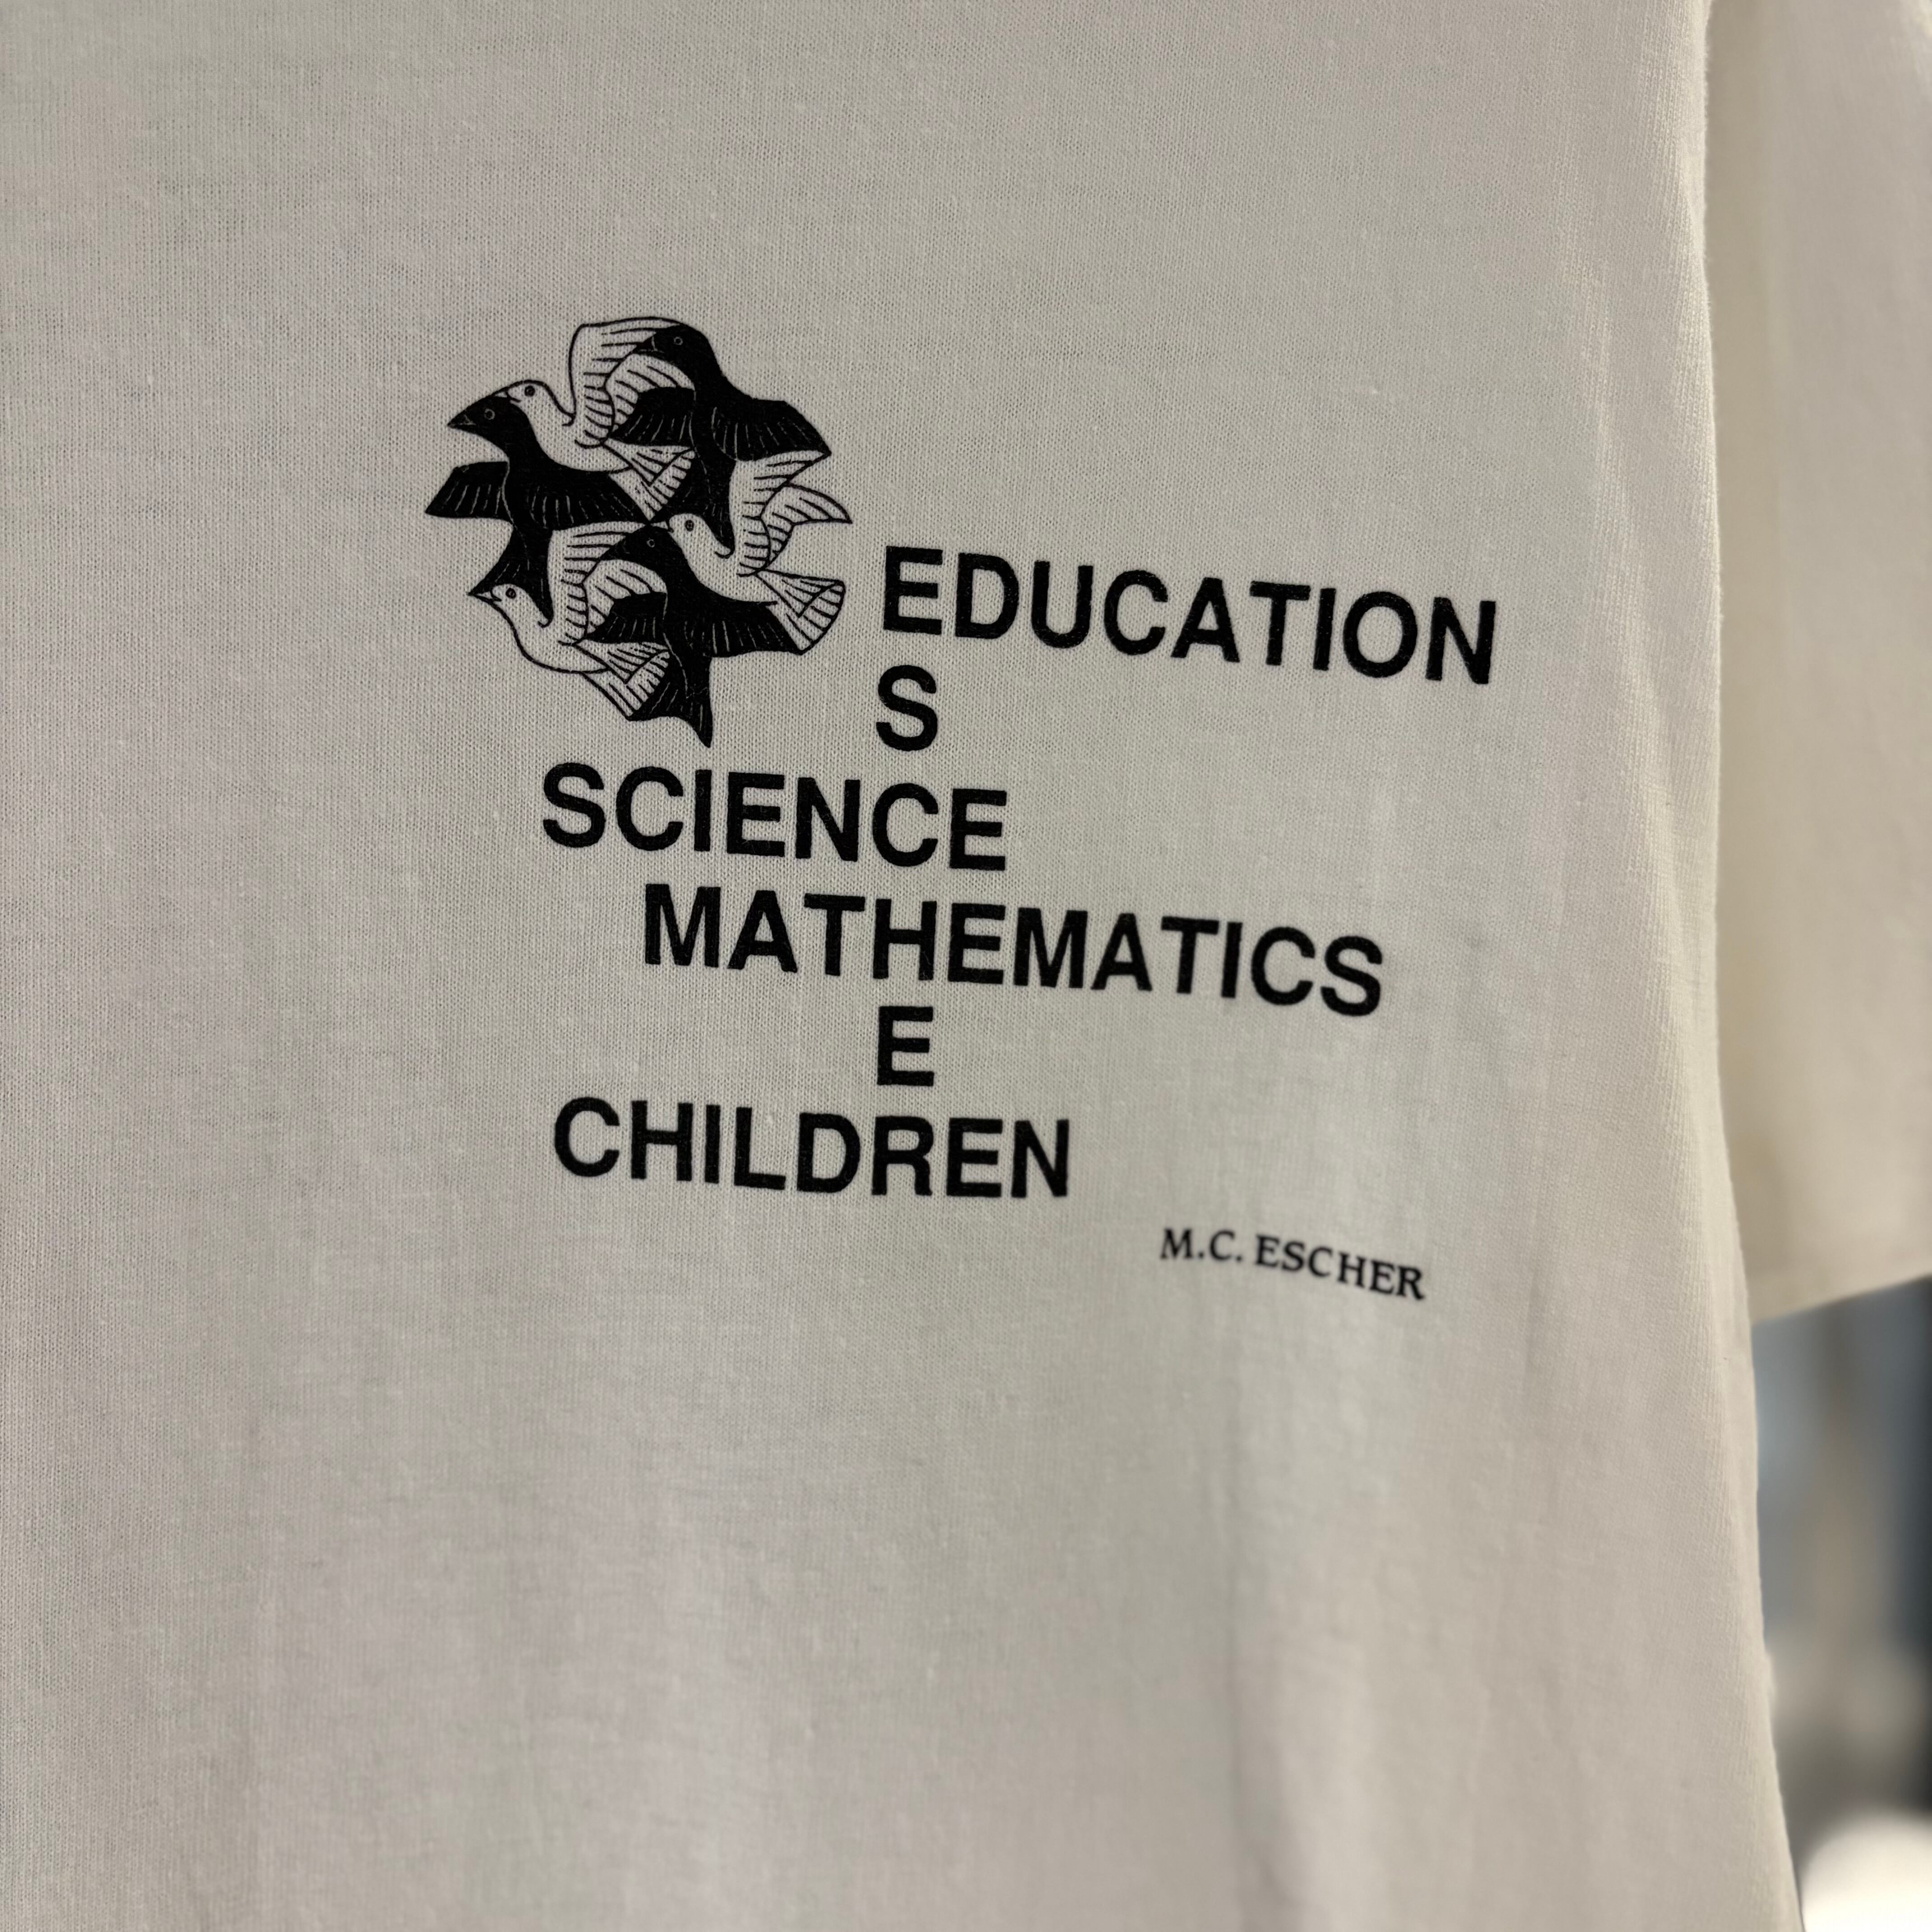 EDUCATION
S
SCIENCE
MATHEMATICS
E
CHILDREN
M.C. ESCHER